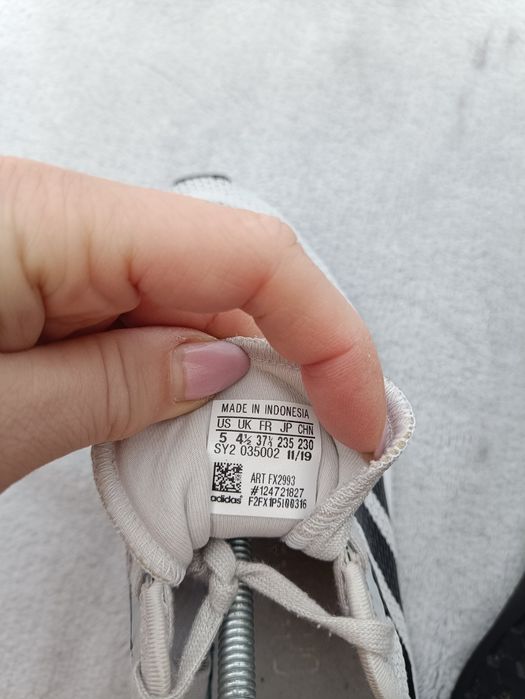 MADE IN INDONESIA
US UK FR JP CHN
5 4½ 37⅓ 235 230
SY2 035002 11/19
ART FX2993
#124721827
adidas F2FX1P5I00316